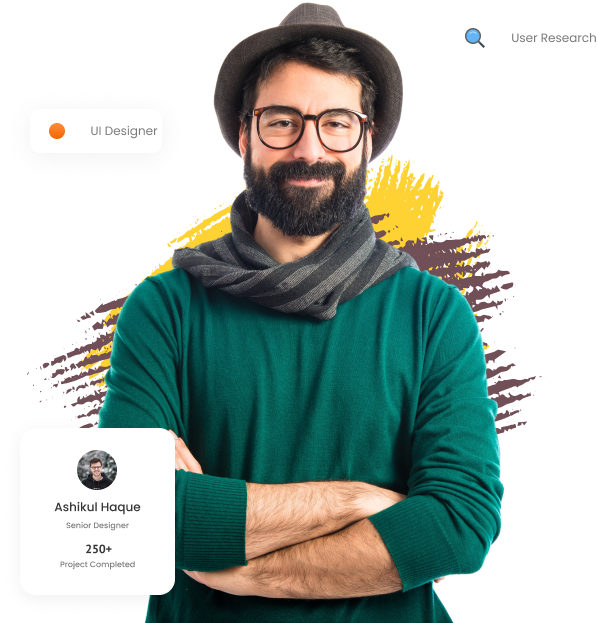 User Research
UI Designer
Ashikul Haque
Senior Designer
250+
Project Completed